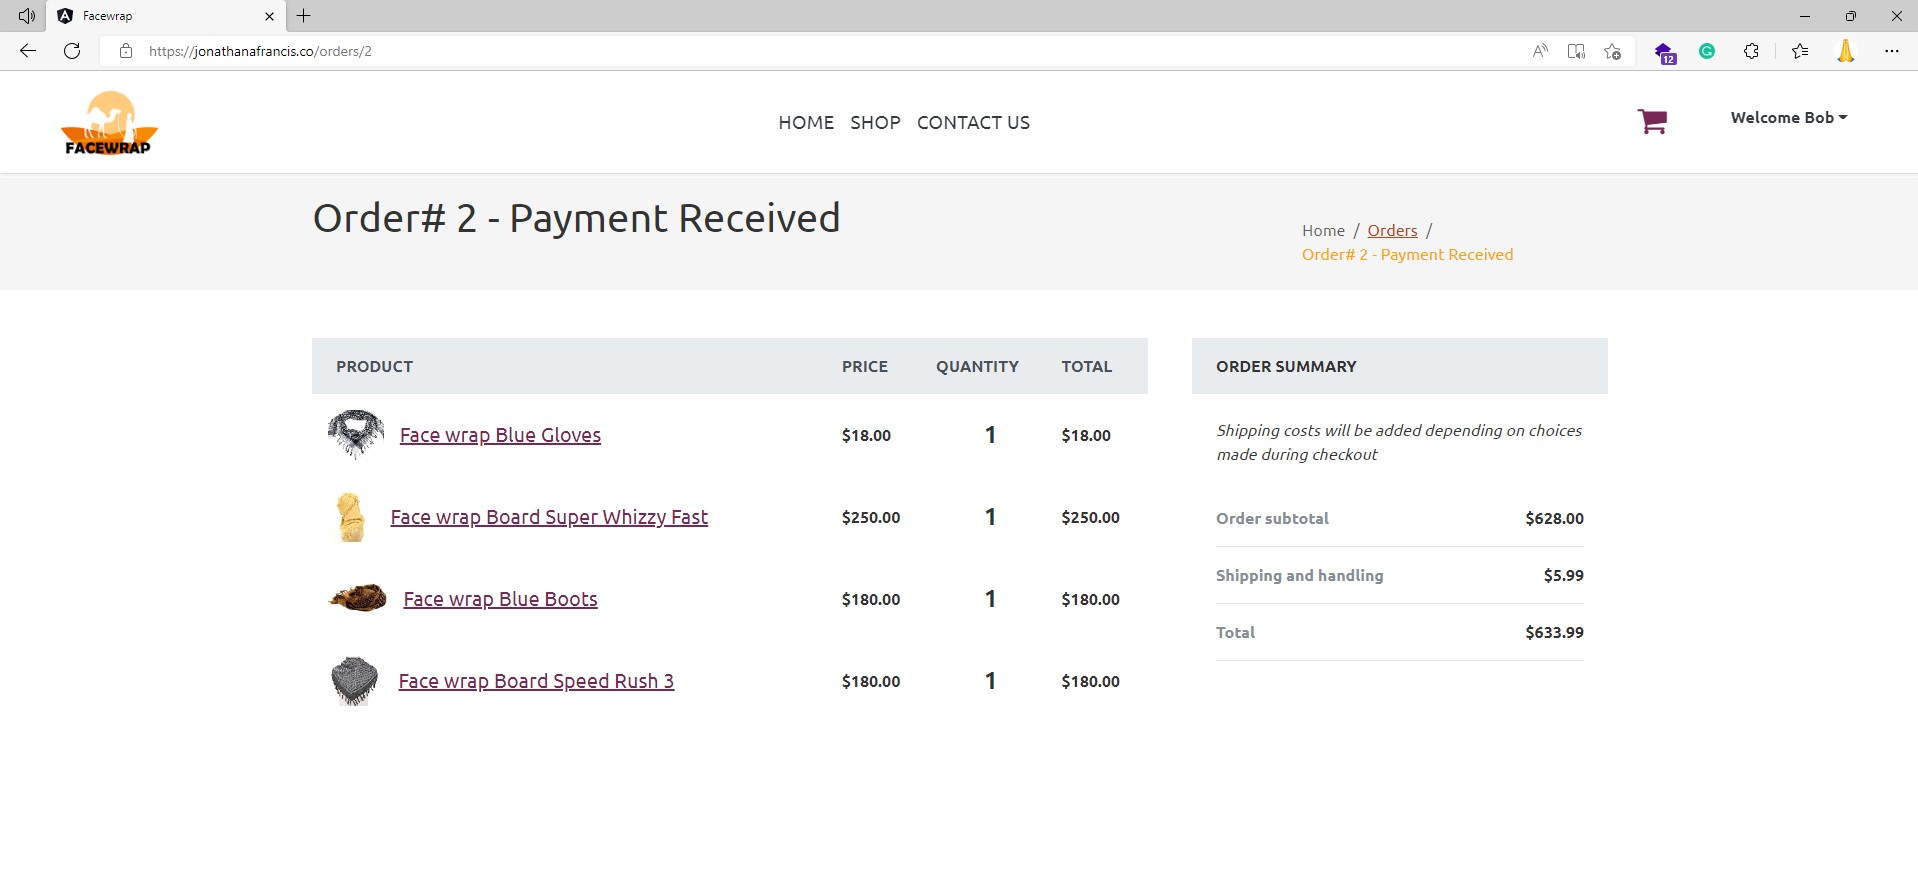 Facewrap
https://jonathanafrancis.co/orders/2
12
FACEWRAP
HOME SHOP CONTACT US
Welcome Bob
Order# 2 - Payment Received
Home / Orders /
Order# 2 - Payment Received
PRODUCT PRICE QUANTITY TOTAL
Face wrap Blue Gloves $18.00 1 $18.00
Face wrap Board Super Whizzy Fast $250.00 1 $250.00
Face wrap Blue Boots $180.00 1 $180.00
Face wrap Board Speed Rush 3 $180.00 1 $180.00
ORDER SUMMARY
Shipping costs will be added depending on choices
made during checkout
Order subtotal $628.00
Shipping and handling $5.99
Total $633.99